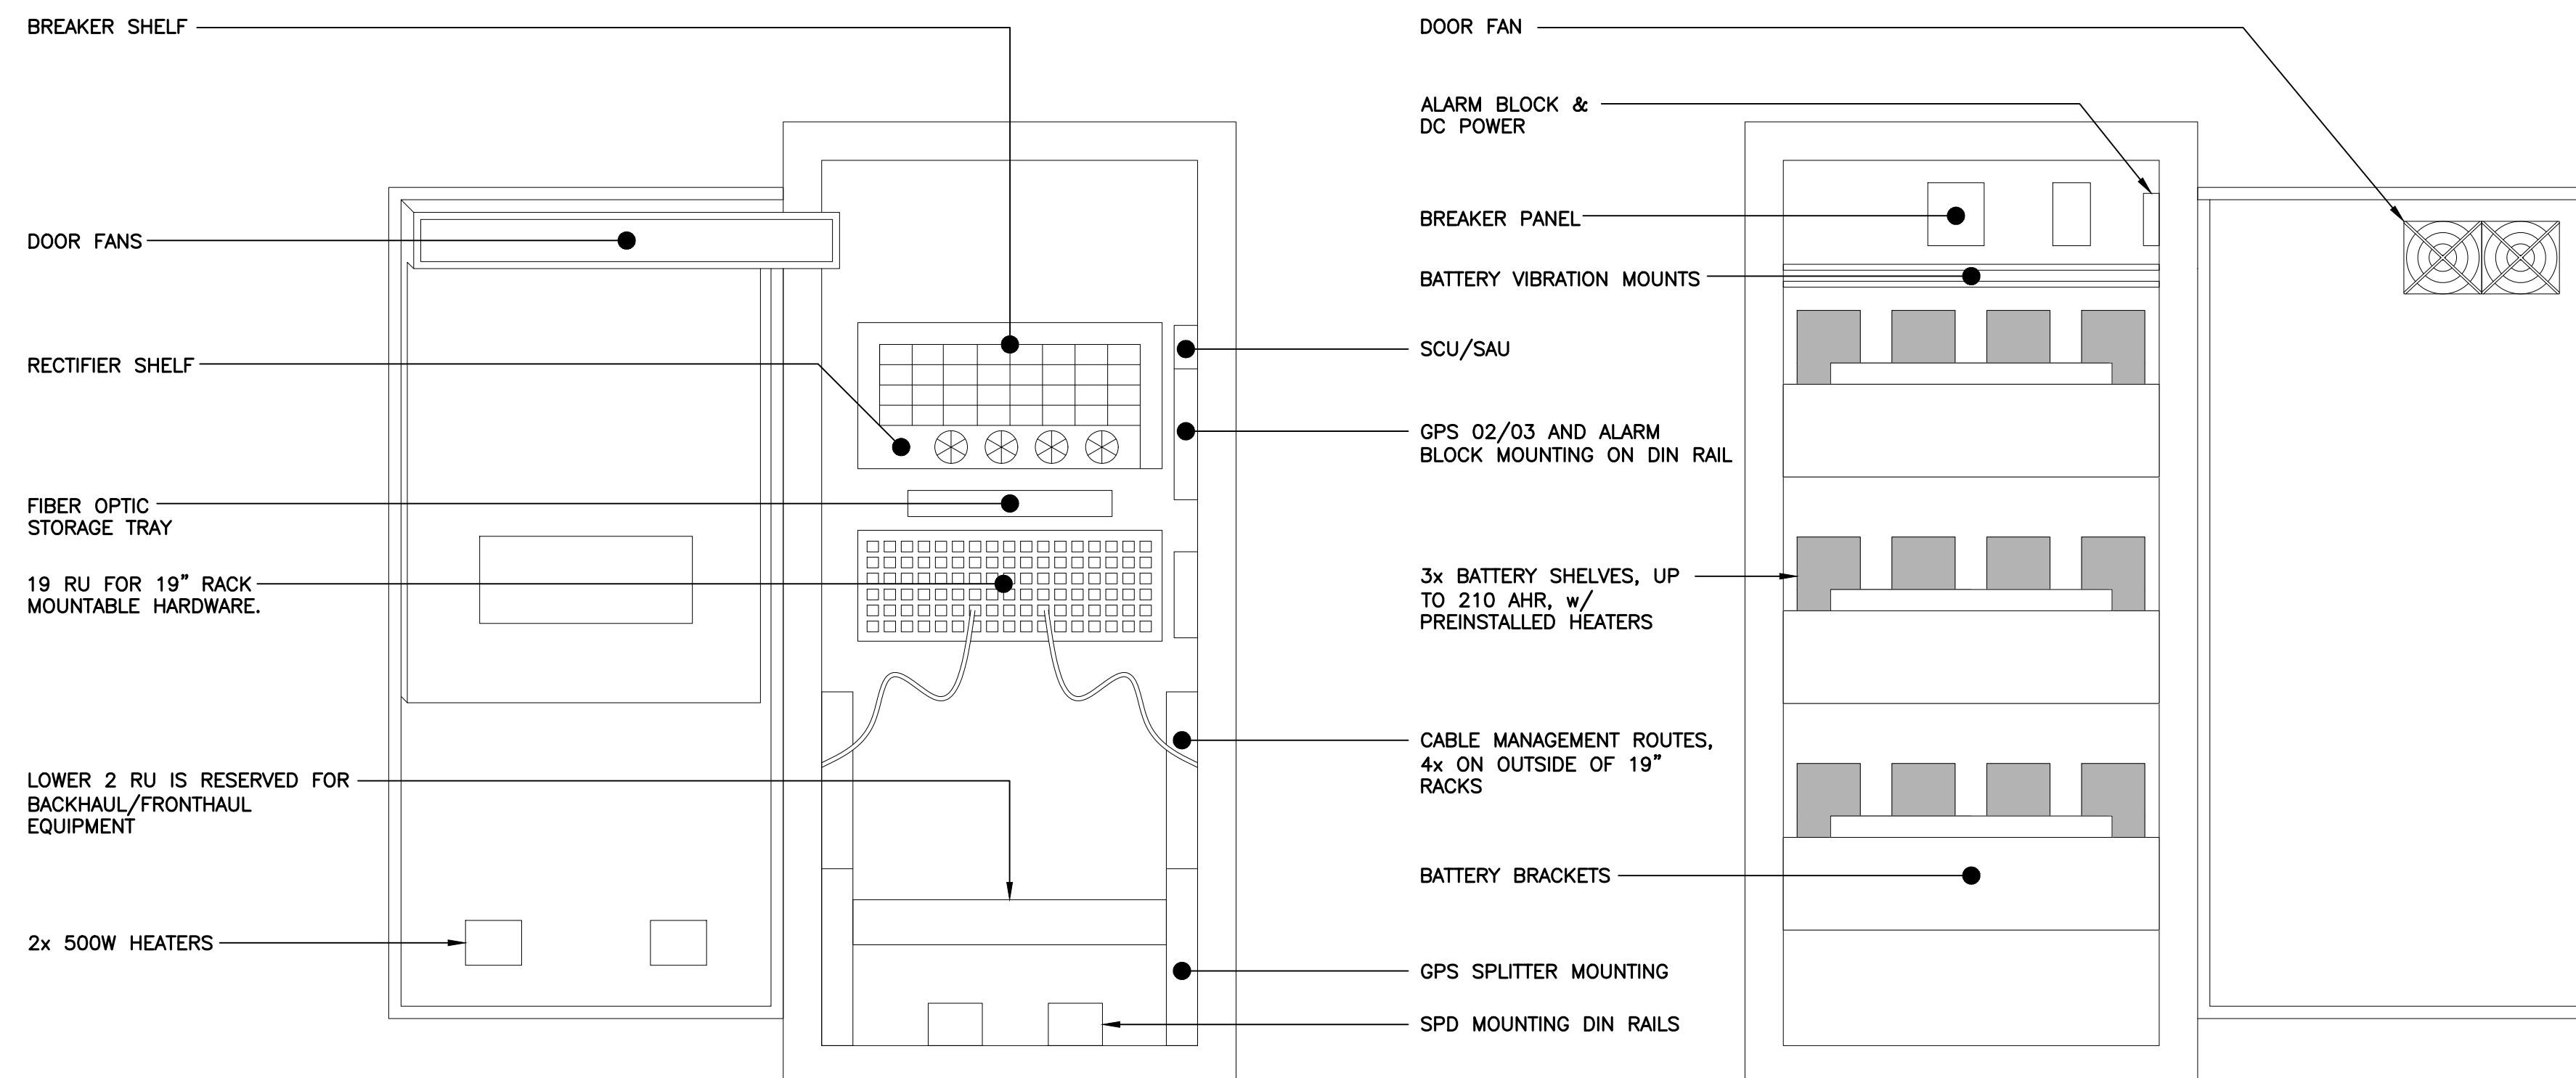 BREAKER SHELF
DOOR FANS
RECTIFIER SHELF
FIBER OPTIC
STORAGE TRAY
19 RU FOR 19" RACK
MOUNTABLE HARDWARE.
LOWER 2 RU IS RESERVED FOR
BACKHAUL/FRONTHAUL
EQUIPMENT
2x 500W HEATERS
DOOR FAN
ALARM BLOCK &
DC POWER
BREAKER PANEL
BATTERY VIBRATION MOUNTS
SCU/SAU
GPS 02/03 AND ALARM
BLOCK MOUNTING ON DIN RAIL
3x BATTERY SHELVES, UP
TO 210 AHR, w/
PREINSTALLED HEATERS
CABLE MANAGEMENT ROUTES,
4x ON OUTSIDE OF 19"
RACKS
BATTERY BRACKETS
GPS SPLITTER MOUNTING
SPD MOUNTING DIN RAILS